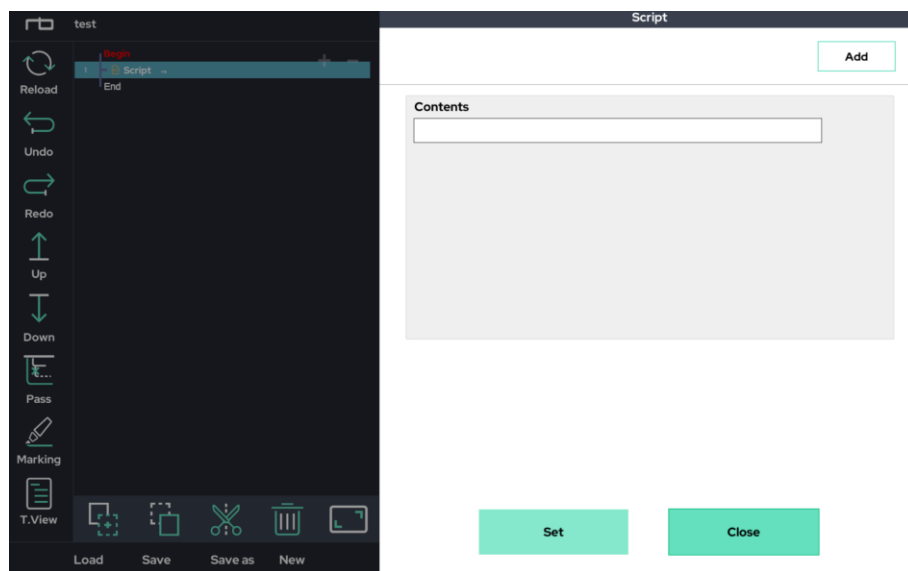 test
Script
Reload
Undo
Redo
Up
Down
Pass
Marking
T.View
Begin
1 Script
End
Load Save Save as New
Add
Contents
Set Close